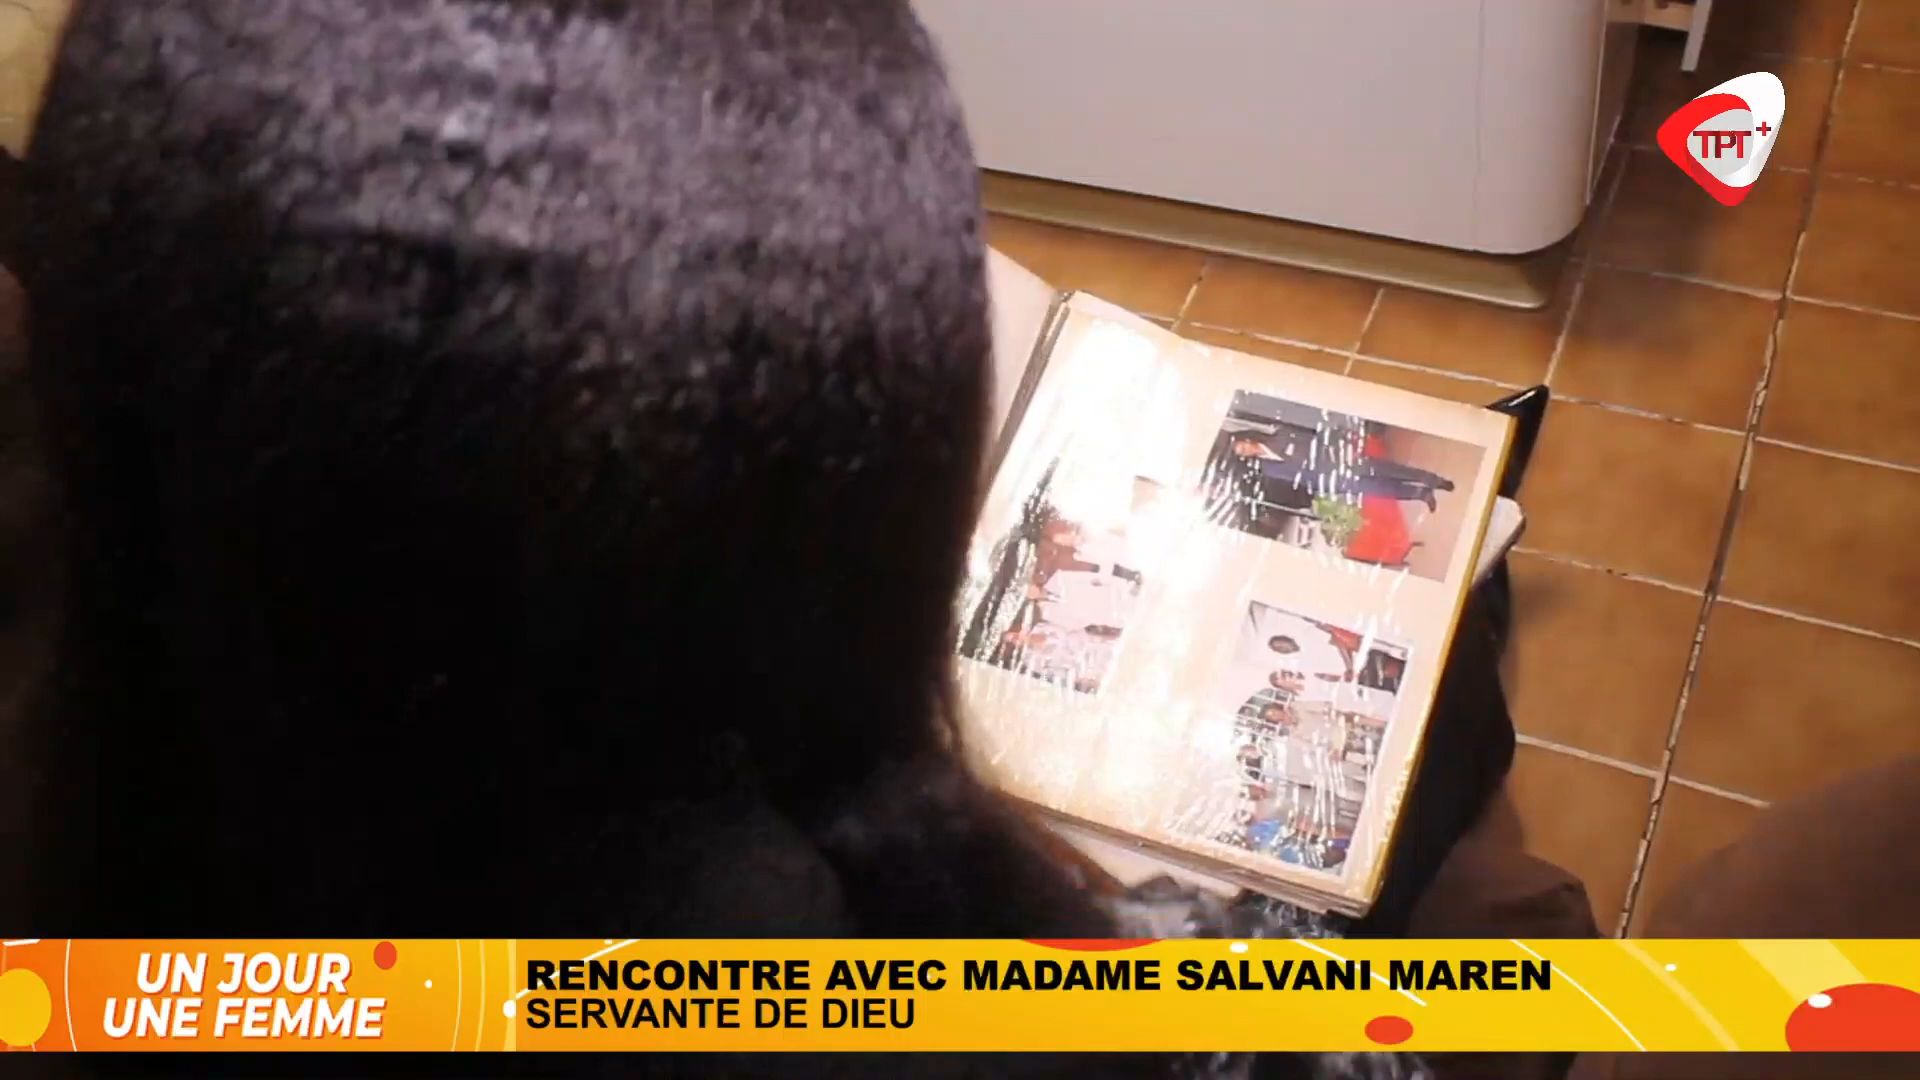 TPT+
UN JOUR
UNE FEMME
RENCONTRE AVEC MADAME SALVANI MAREN
SERVANTE DE DIEU